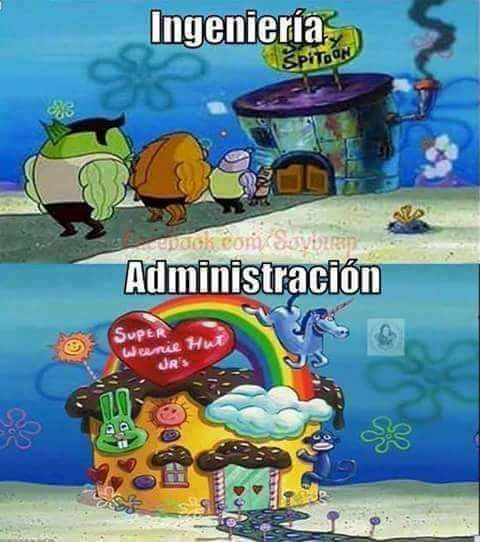 Ingeniería
SALTY
SPITOON
facebook.com/Soybuap
Administración
SUPER
Weenie Hut
JR's